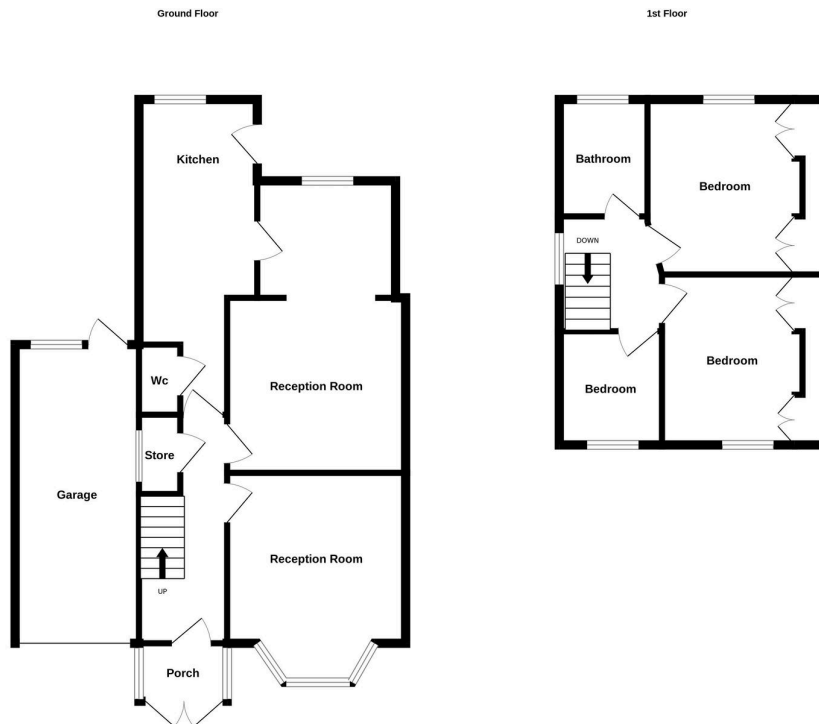 Ground Floor
Kitchen
Wc
Reception Room
Store
Garage
Reception Room
UP
Porch
1st Floor
Bathroom
Bedroom
DOWN
Bedroom
Bedroom